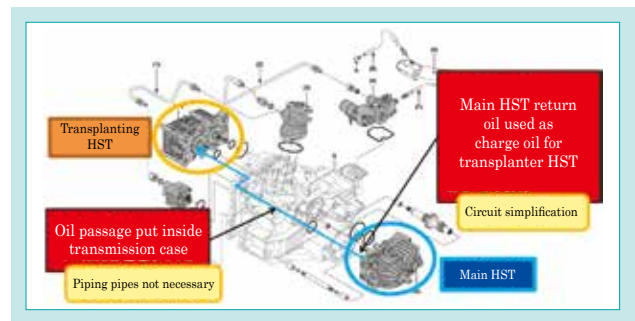 Transplanting
HST
Main HST return
oil used as
charge oil for
transplanter HST
Circuit simplification
Oil passage put inside
transmission case
Piping pipes not necessary
Main HST